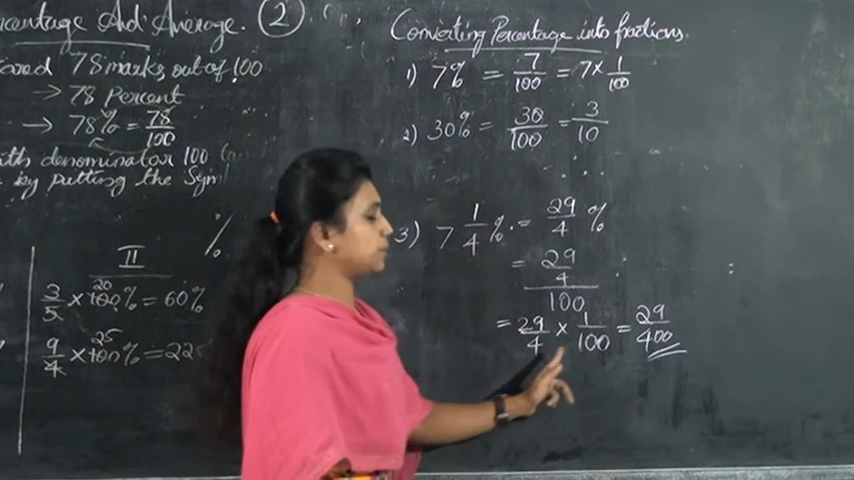 Percentage And Average. 2
78 marks out of 100
→ 78 Percent
→ 78% = 78/100
with denominator 100
by putting the Sym
%
II
3/5 × 100% 20 = 60%
9/4 × 100% 25 = 22
Converting Percentage into fractions.
1) 7% = 7/100 = 7 × 1/100
2) 30% = 30/100 = 3/10
3) 7 1/4 %. = 29/4 %
= 29/4 / 100
= 29/4 × 1/100 = 29/400